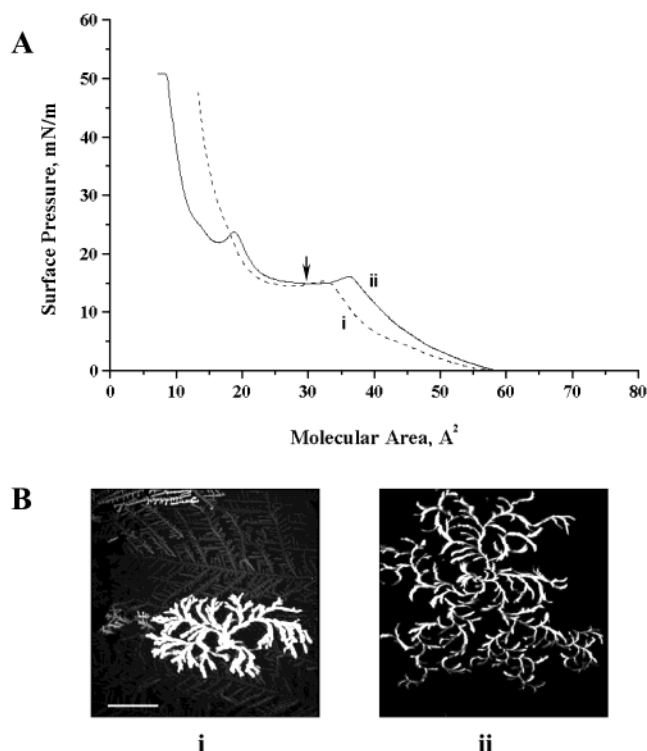 A
60
50
40
30
20
10
0
Surface Pressure, mN/m
ii
i
0 10 20 30 40 50 60 70 80
Molecular Area, A²
B
i ii